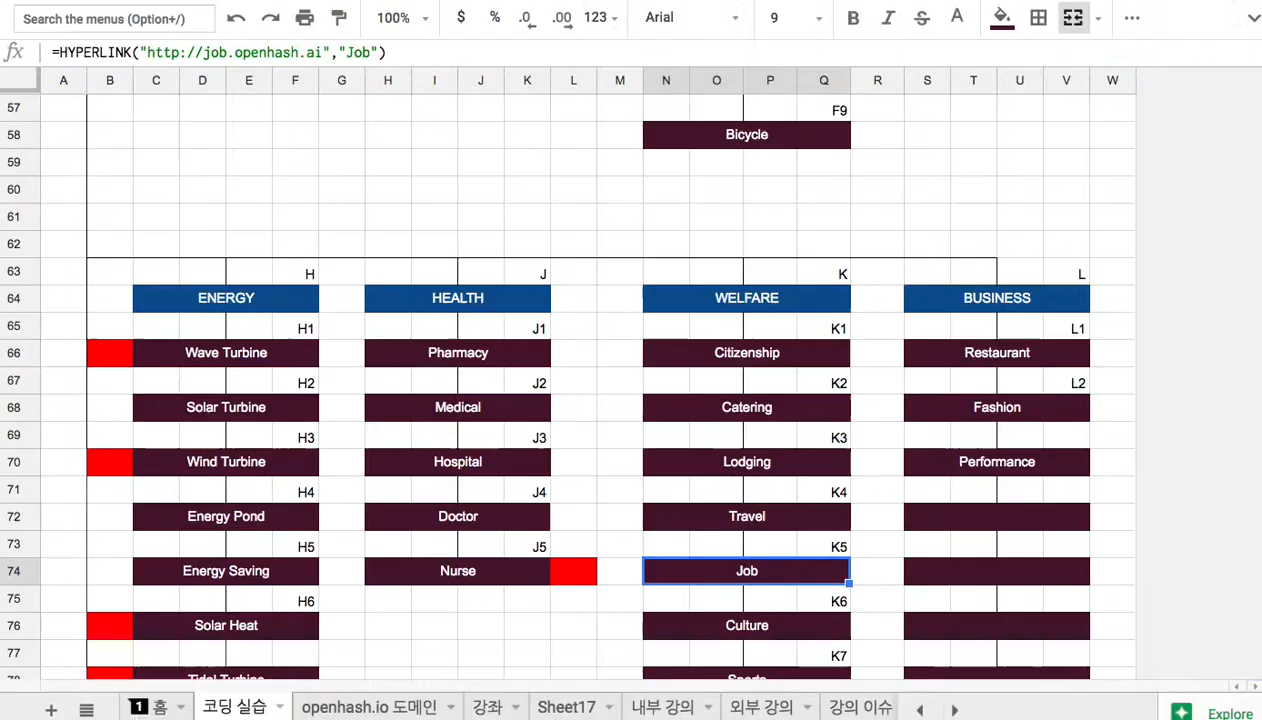 Search the menus (Option+/)
100%
$ % .0 .00 123
Arial
9
B I S A
fx =HYPERLINK("http://job.openhash.ai","Job")
A B C D E F G H I J K L M N O P Q R S T U V W
57 F9
58 Bicycle
59
60
61
62
63 H J K L
64 ENERGY HEALTH WELFARE BUSINESS
65 H1 J1 K1 L1
66 Wave Turbine Pharmacy Citizenship Restaurant
67 H2 J2 K2 L2
68 Solar Turbine Medical Catering Fashion
69 H3 J3 K3
70 Wind Turbine Hospital Lodging Performance
71 H4 J4 K4
72 Energy Pond Doctor Travel
73 H5 J5 K5
74 Energy Saving Nurse Job
75 H6 K6
76 Solar Heat Culture
77 K7
78 Tidal Turbine Sports
1 홈 코딩 실습 openhash.io 도메인 강좌 Sheet17 내부 강의 외부 강의 강의 이슈
Explore